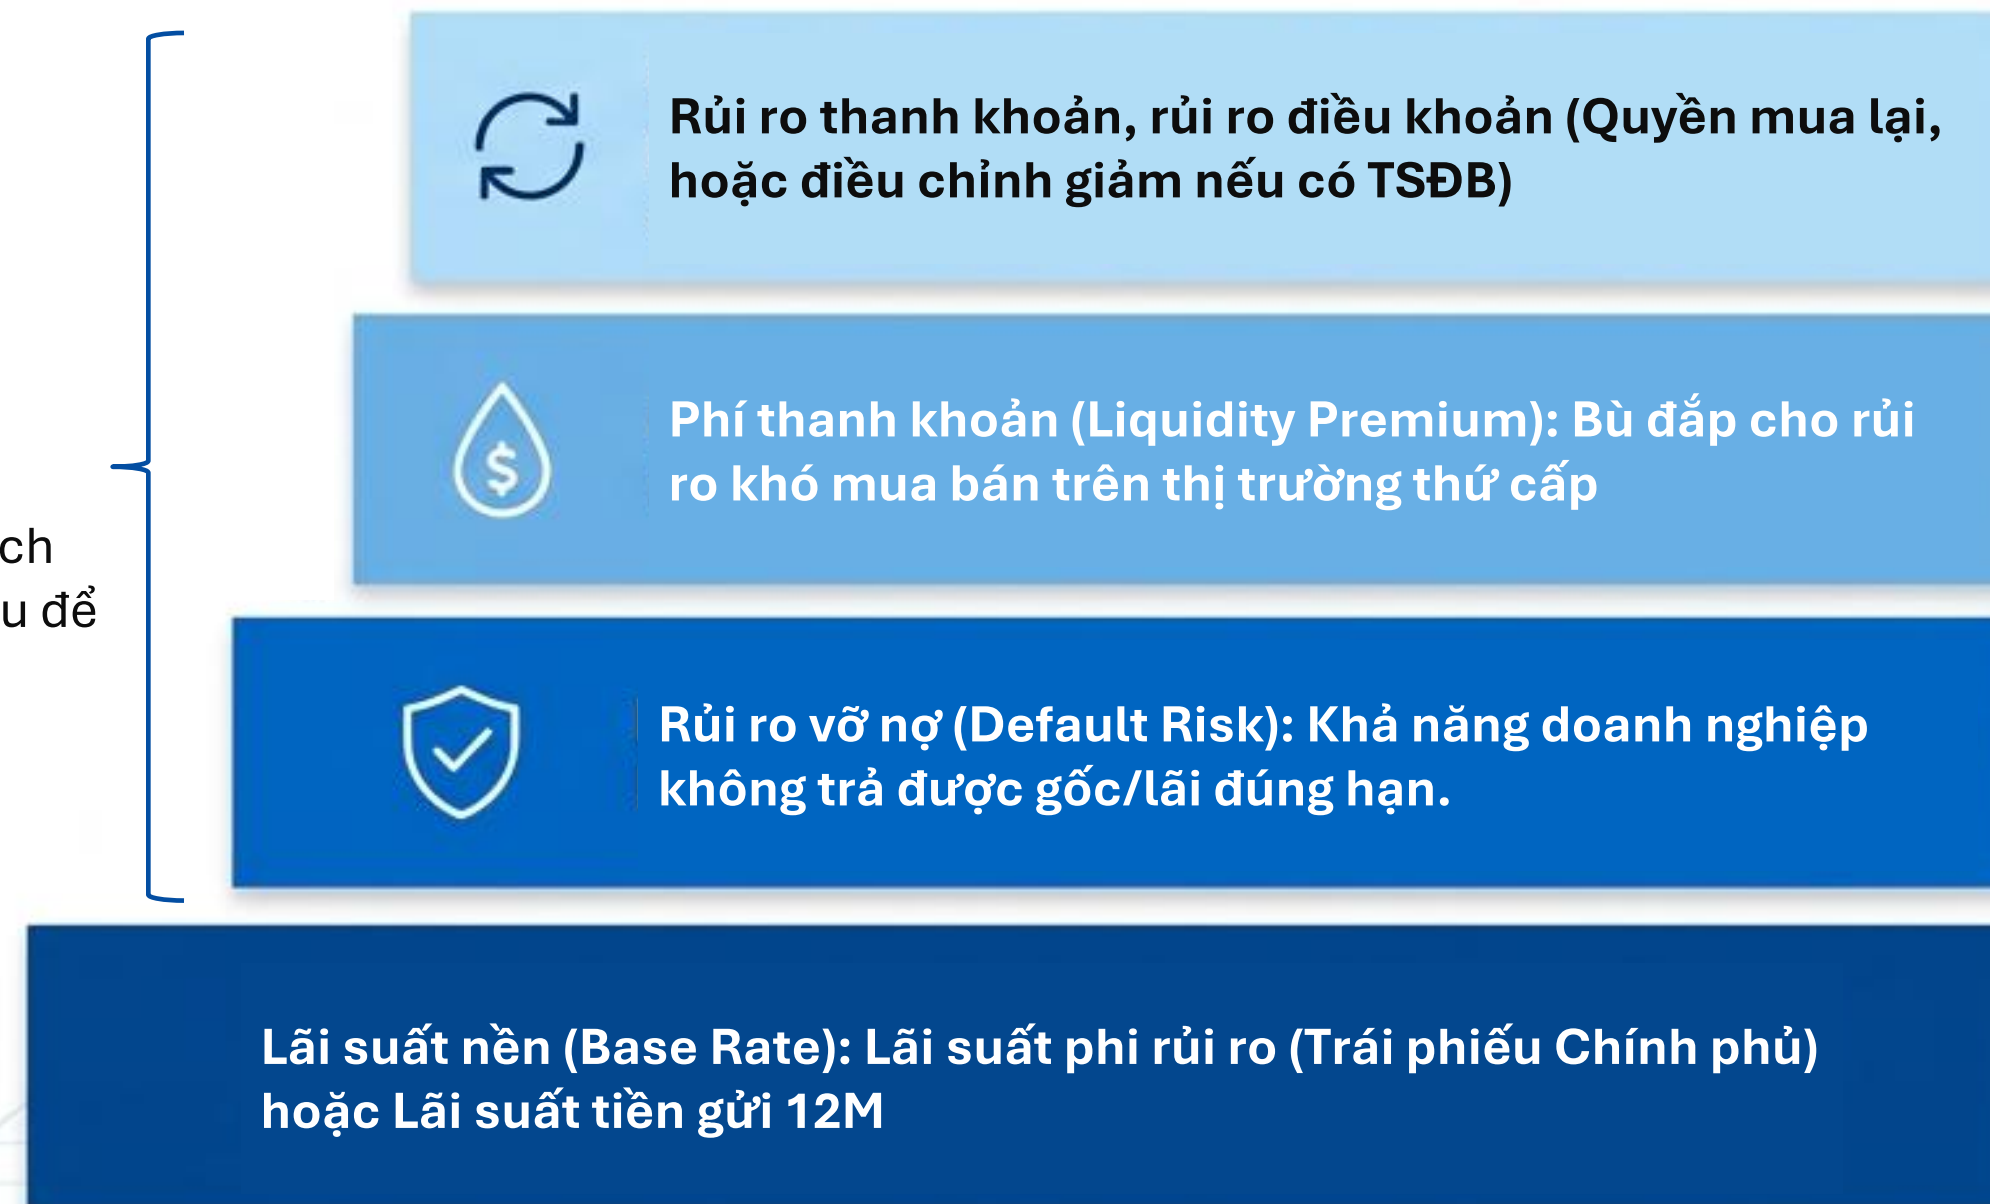 Rủi ro thanh khoản, rủi ro điều khoản (Quyền mua lại,
hoặc điều chỉnh giảm nếu có TSĐB)
Phí thanh khoản (Liquidity Premium): Bù đắp cho rủi
ro khó mua bán trên thị trường thứ cấp
$
để
Rủi ro vỡ nợ (Default Risk): Khả năng doanh nghiệp
không trả được gốc/lãi đúng hạn.
Lãi suất nền (Base Rate): Lãi suất phi rủi ro (Trái phiếu Chính phủ)
hoặc Lãi suất tiền gửi 12M